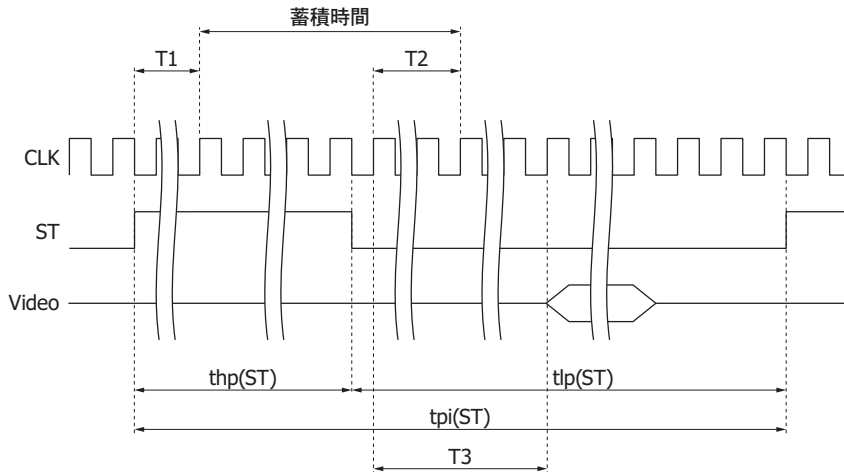 蓄積時間
T1
T2
CLK
ST
Video
thp(ST)
tlp(ST)
tpi(ST)
T3